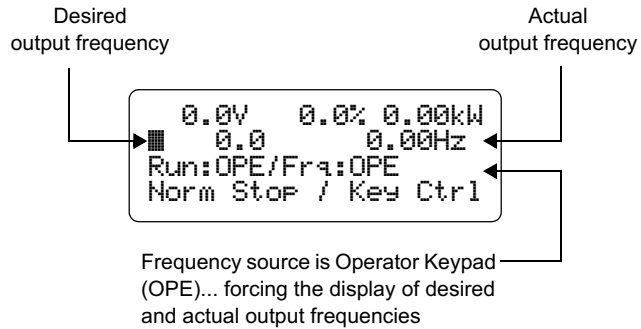 Desired
output frequency
Actual
output frequency
0.0V 0.0% 0.00kW
0.0 0.00Hz
Run:OPE/Frq:OPE
Norm Stop / Key Ctrl
Frequency source is Operator Keypad
(OPE)... forcing the display of desired
and actual output frequencies